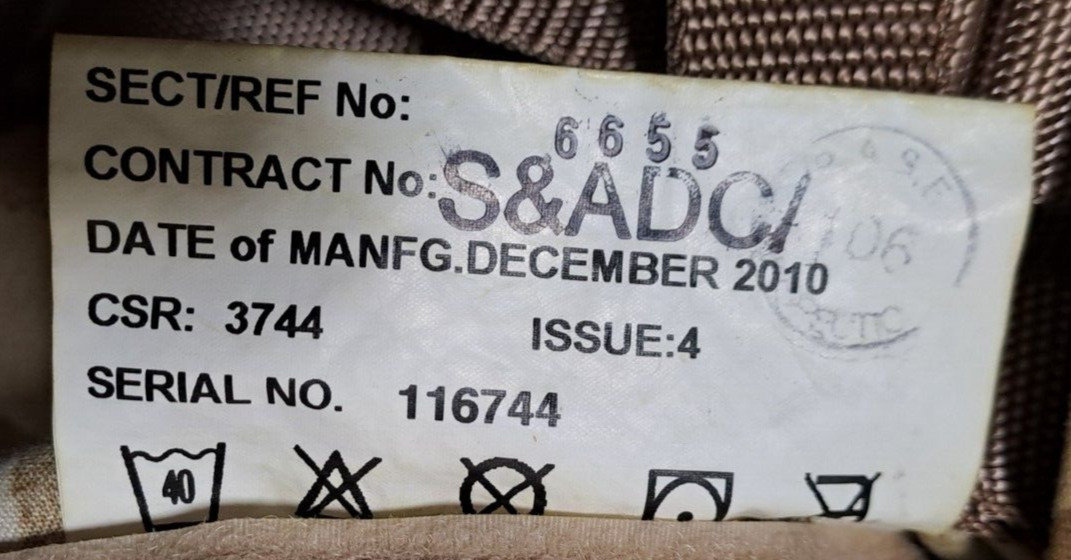 SECT/REF No:
6655
CONTRACT No: S&ADC/
DATE of MANFG.DECEMBER 2010
CSR: 3744 ISSUE:4
SERIAL NO. 116744
40
106